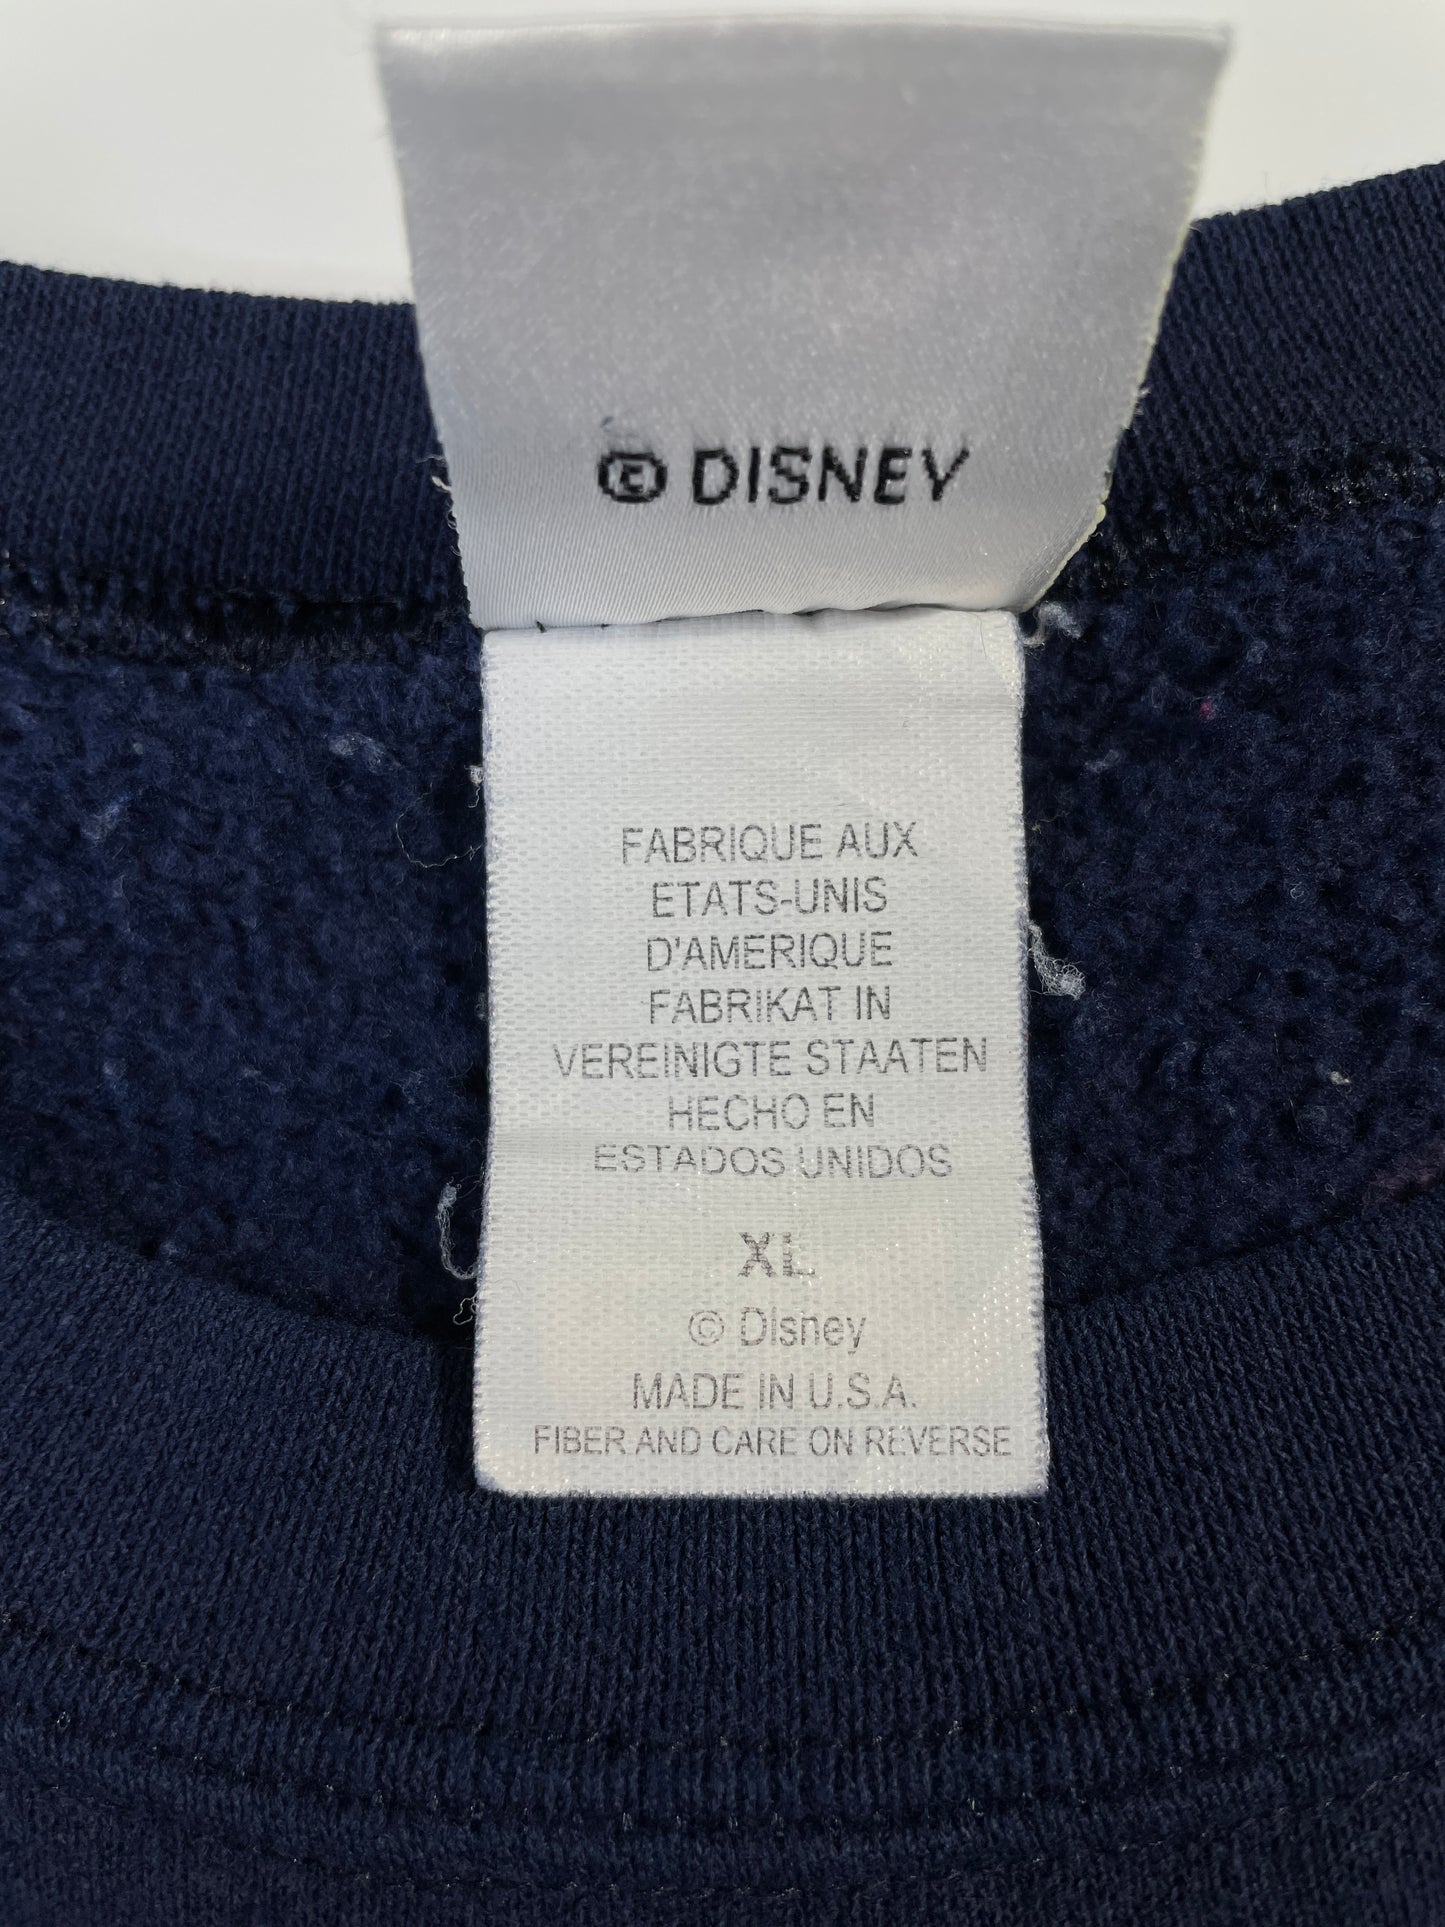 © DISNEY
FABRIQUE AUX
ETATS-UNIS
D'AMERIQUE
FABRIKAT IN
VEREINIGTE STAATEN
HECHO EN
ESTADOS UNIDOS
XL
© Disney
MADE IN U.S.A.
FIBER AND CARE ON REVERSE